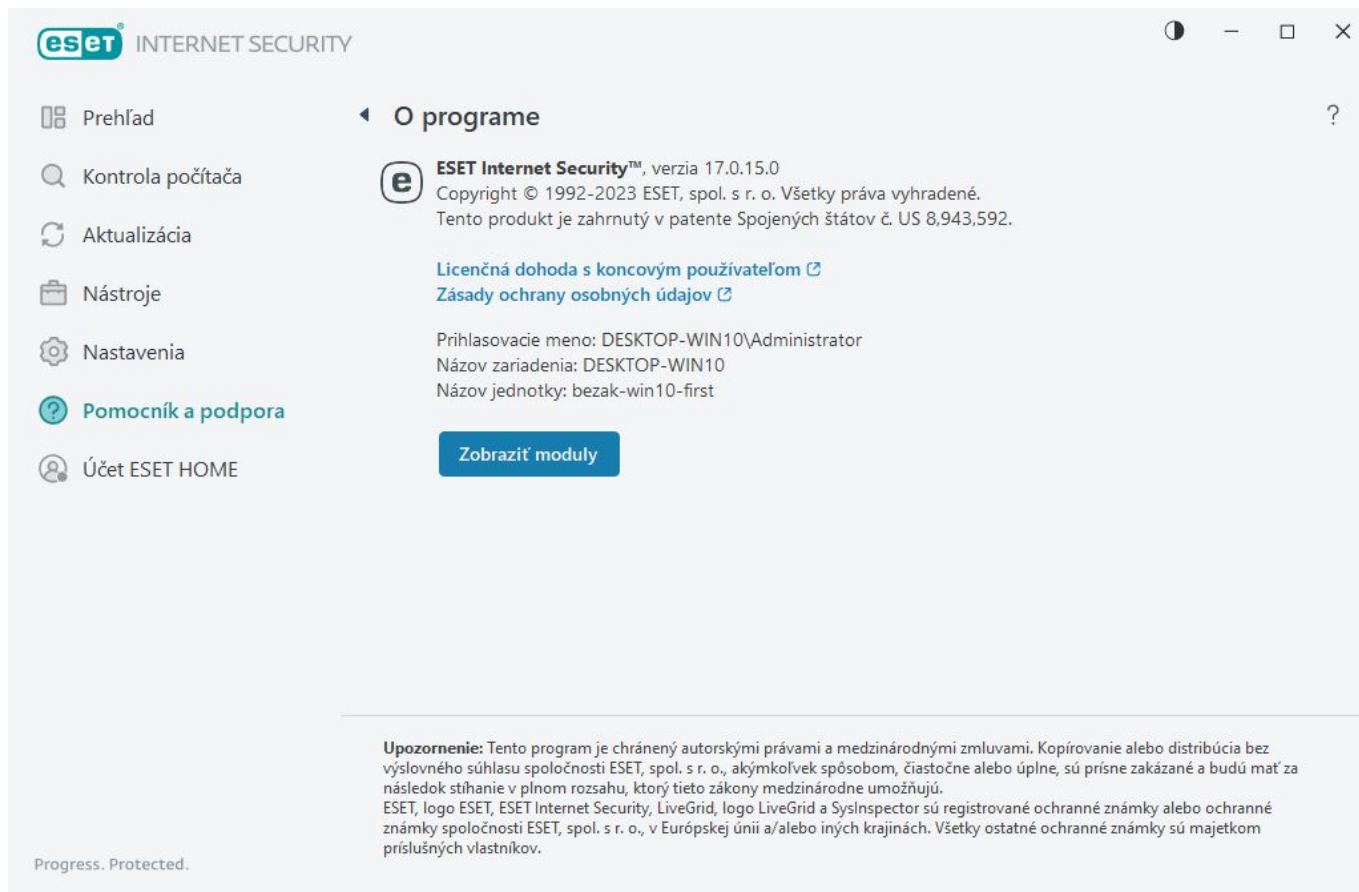 eset® INTERNET SECURITY
Prehľad
Kontrola počítača
Aktualizácia
Nástroje
Nastavenia
? Pomocník a podpora
Účet ESET HOME
O programe
?
e
ESET Internet Security™, verzia 17.0.15.0
Copyright © 1992-2023 ESET, spol. s r. o. Všetky práva vyhradené.
Tento produkt je zahrnutý v patente Spojených štátov č. US 8,943,592.
Licenčná dohoda s koncovým používateľom
Zásady ochrany osobných údajov
Prihlasovacie meno: DESKTOP-WIN10\Administrator
Názov zariadenia: DESKTOP-WIN10
Názov jednotky: bezak-win10-first
Zobraziť moduly
Upozornenie: Tento program je chránený autorskými právami a medzinárodnými zmluvami. Kopírovanie alebo distribúcia bez
výslovného súhlasu spoločnosti ESET, spol. s r. o., akýmkoľvek spôsobom, čiastočne alebo úplne, sú prísne zakázané a budú mať za
následok stíhanie v plnom rozsahu, ktorý tieto zákony medzinárodne umožňujú.
ESET, logo ESET, ESET Internet Security, LiveGrid, logo LiveGrid a SysInspector sú registrované ochranné známky alebo ochranné
známky spoločnosti ESET, spol. s r. o., v Európskej únii a/alebo iných krajinách. Všetky ostatné ochranné známky sú majetkom
príslušných vlastníkov.
Progress. Protected.